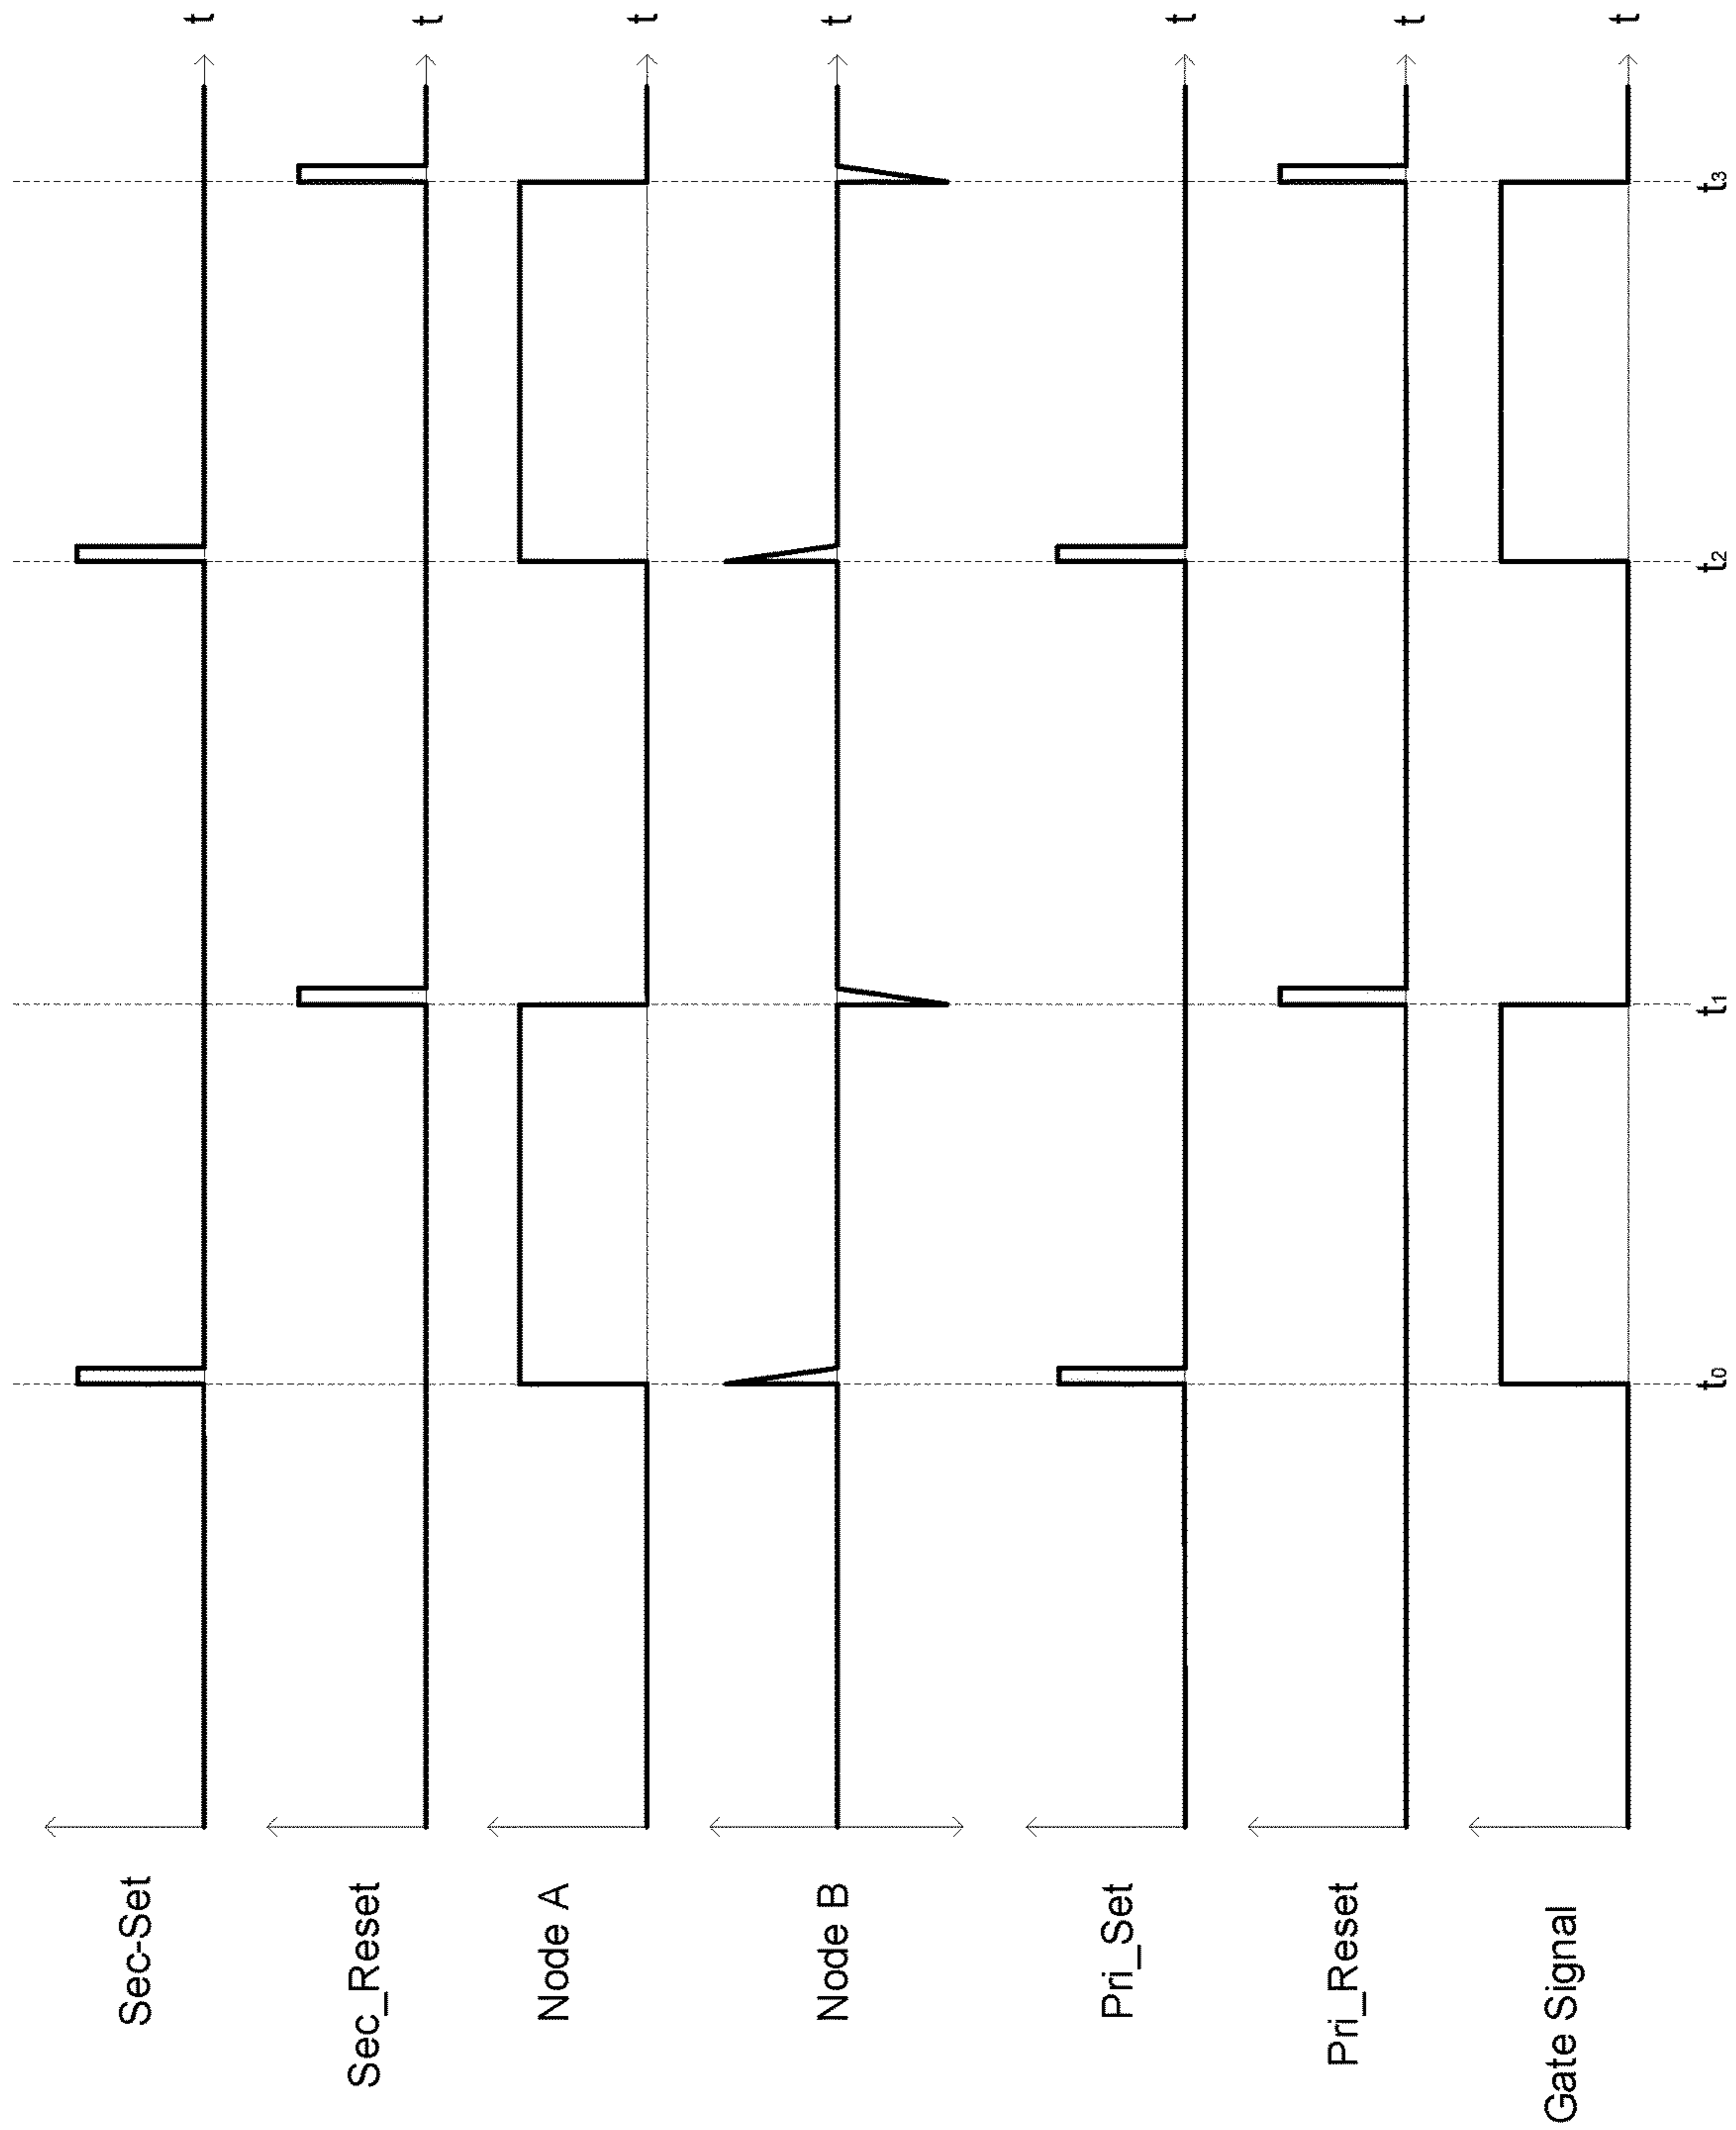 Sec-Set
t
Sec_Reset
t
Node A
t
Node B
t
Pri_Set
t
Pri_Reset
t
Gate Signal
t
t0
t1
t2
t3